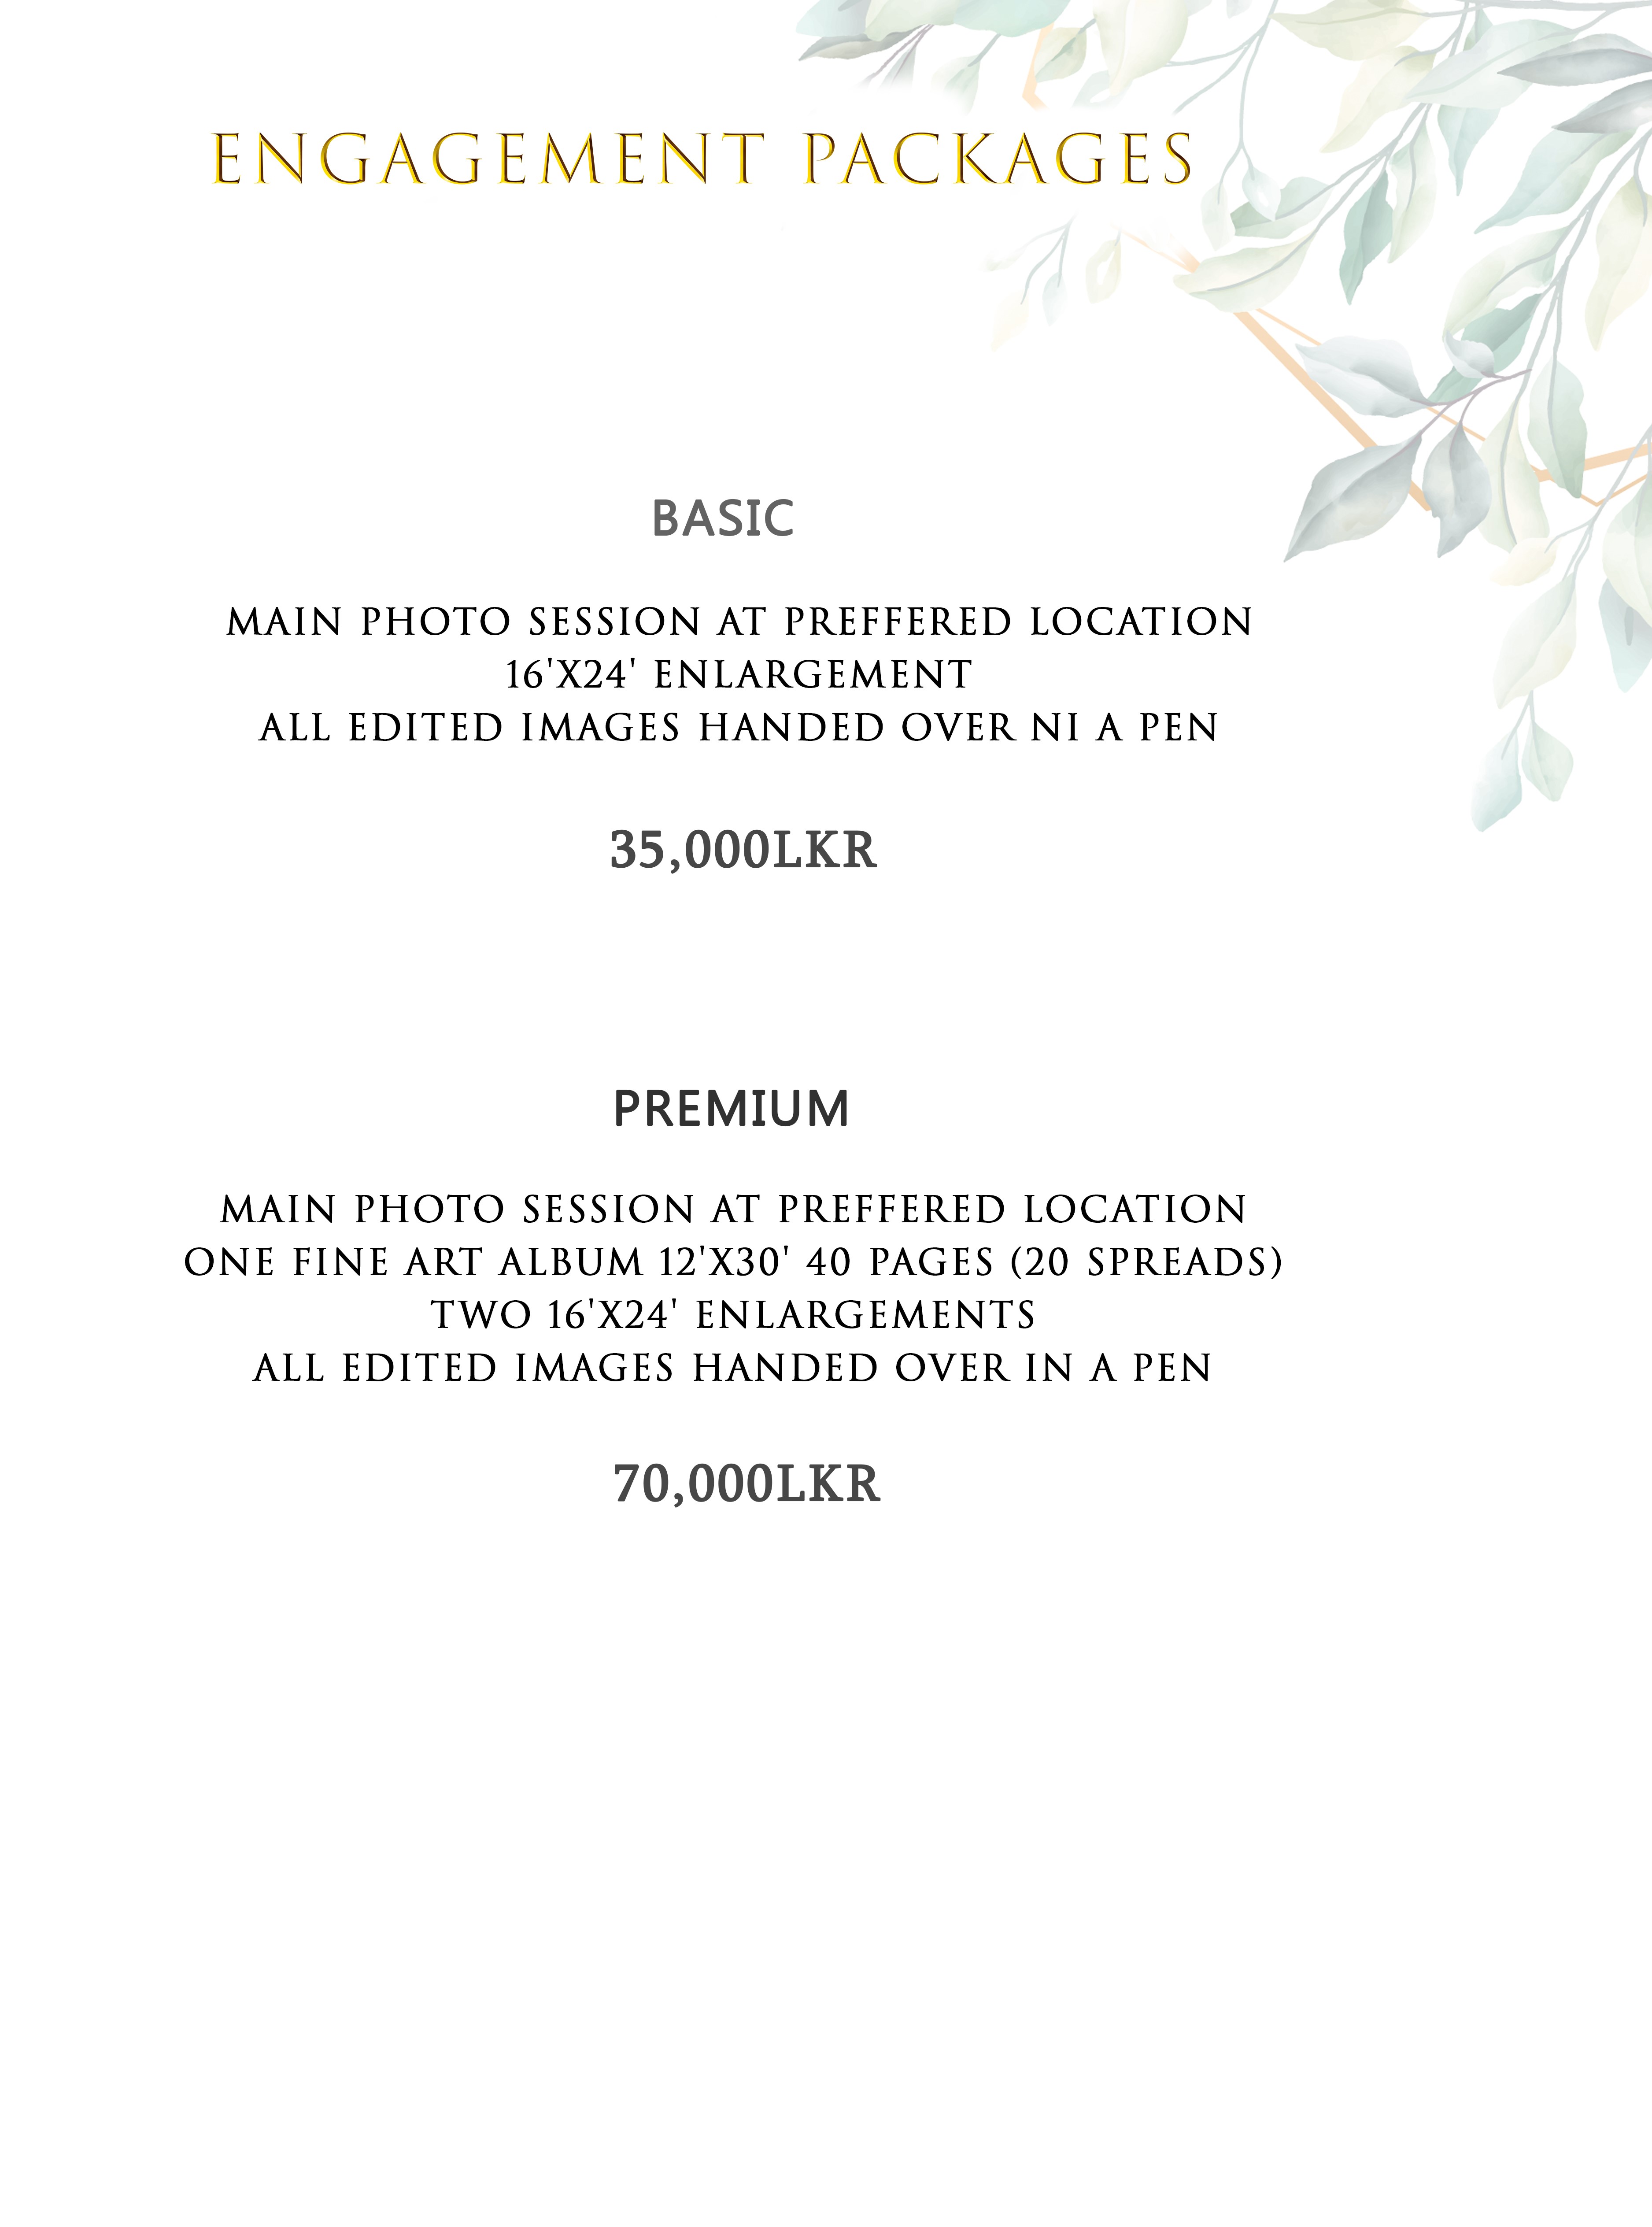 ENGAGEMENT PACKAGES
BASIC
MAIN PHOTO SESSION AT PREFFERED LOCATION
16'X24' ENLARGEMENT
ALL EDITED IMAGES HANDED OVER NI A PEN
35,000LKR
PREMIUM
MAIN PHOTO SESSION AT PREFFERED LOCATION
ONE FINE ART ALBUM 12'X30' 40 PAGES (20 SPREADS)
TWO 16'X24' ENLARGEMENTS
ALL EDITED IMAGES HANDED OVER IN A PEN
70,000LKR